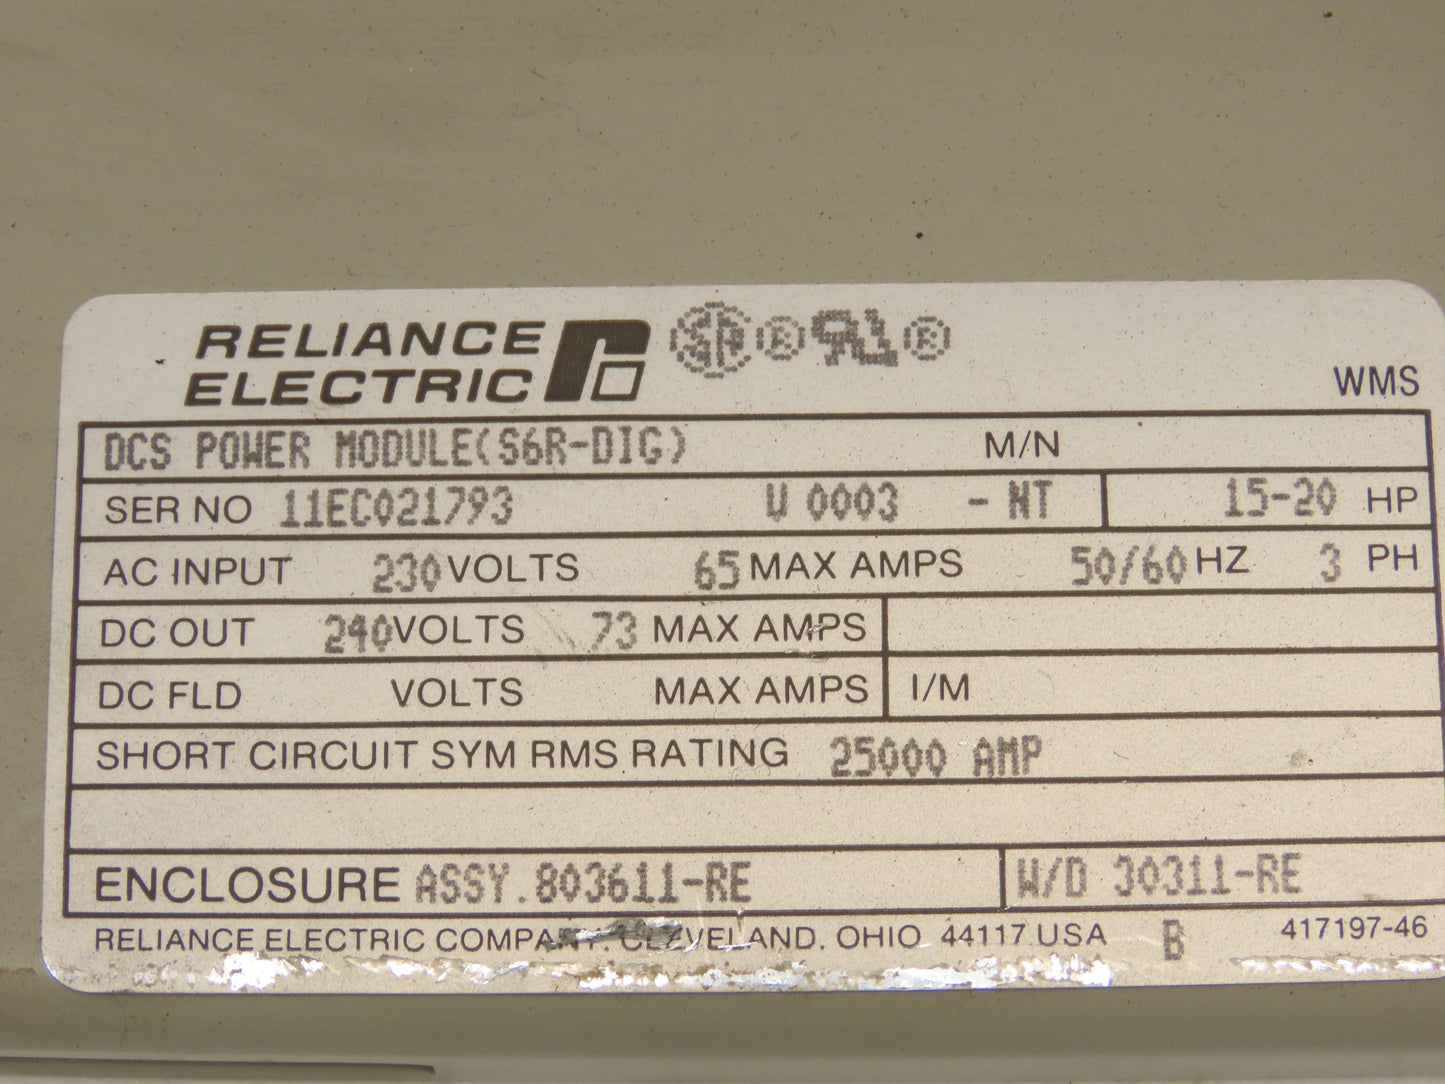 RELIANCE
ELECTRIC
WMS
DCS POWER MODULE(S6R-DIG) M/N
SER NO 11EC021793 U 0003 - NT 15-20 HP
AC INPUT 230 VOLTS 65 MAX AMPS 50/60 HZ 3 PH
DC OUT 240 VOLTS 73 MAX AMPS
DC FLD VOLTS MAX AMPS I/M
SHORT CIRCUIT SYM RMS RATING 25000 AMP
ENCLOSURE ASSY.803611-RE W/D 30311-RE
RELIANCE ELECTRIC COMPANY. CLEVELAND. OHIO 44117 USA B 417197-46